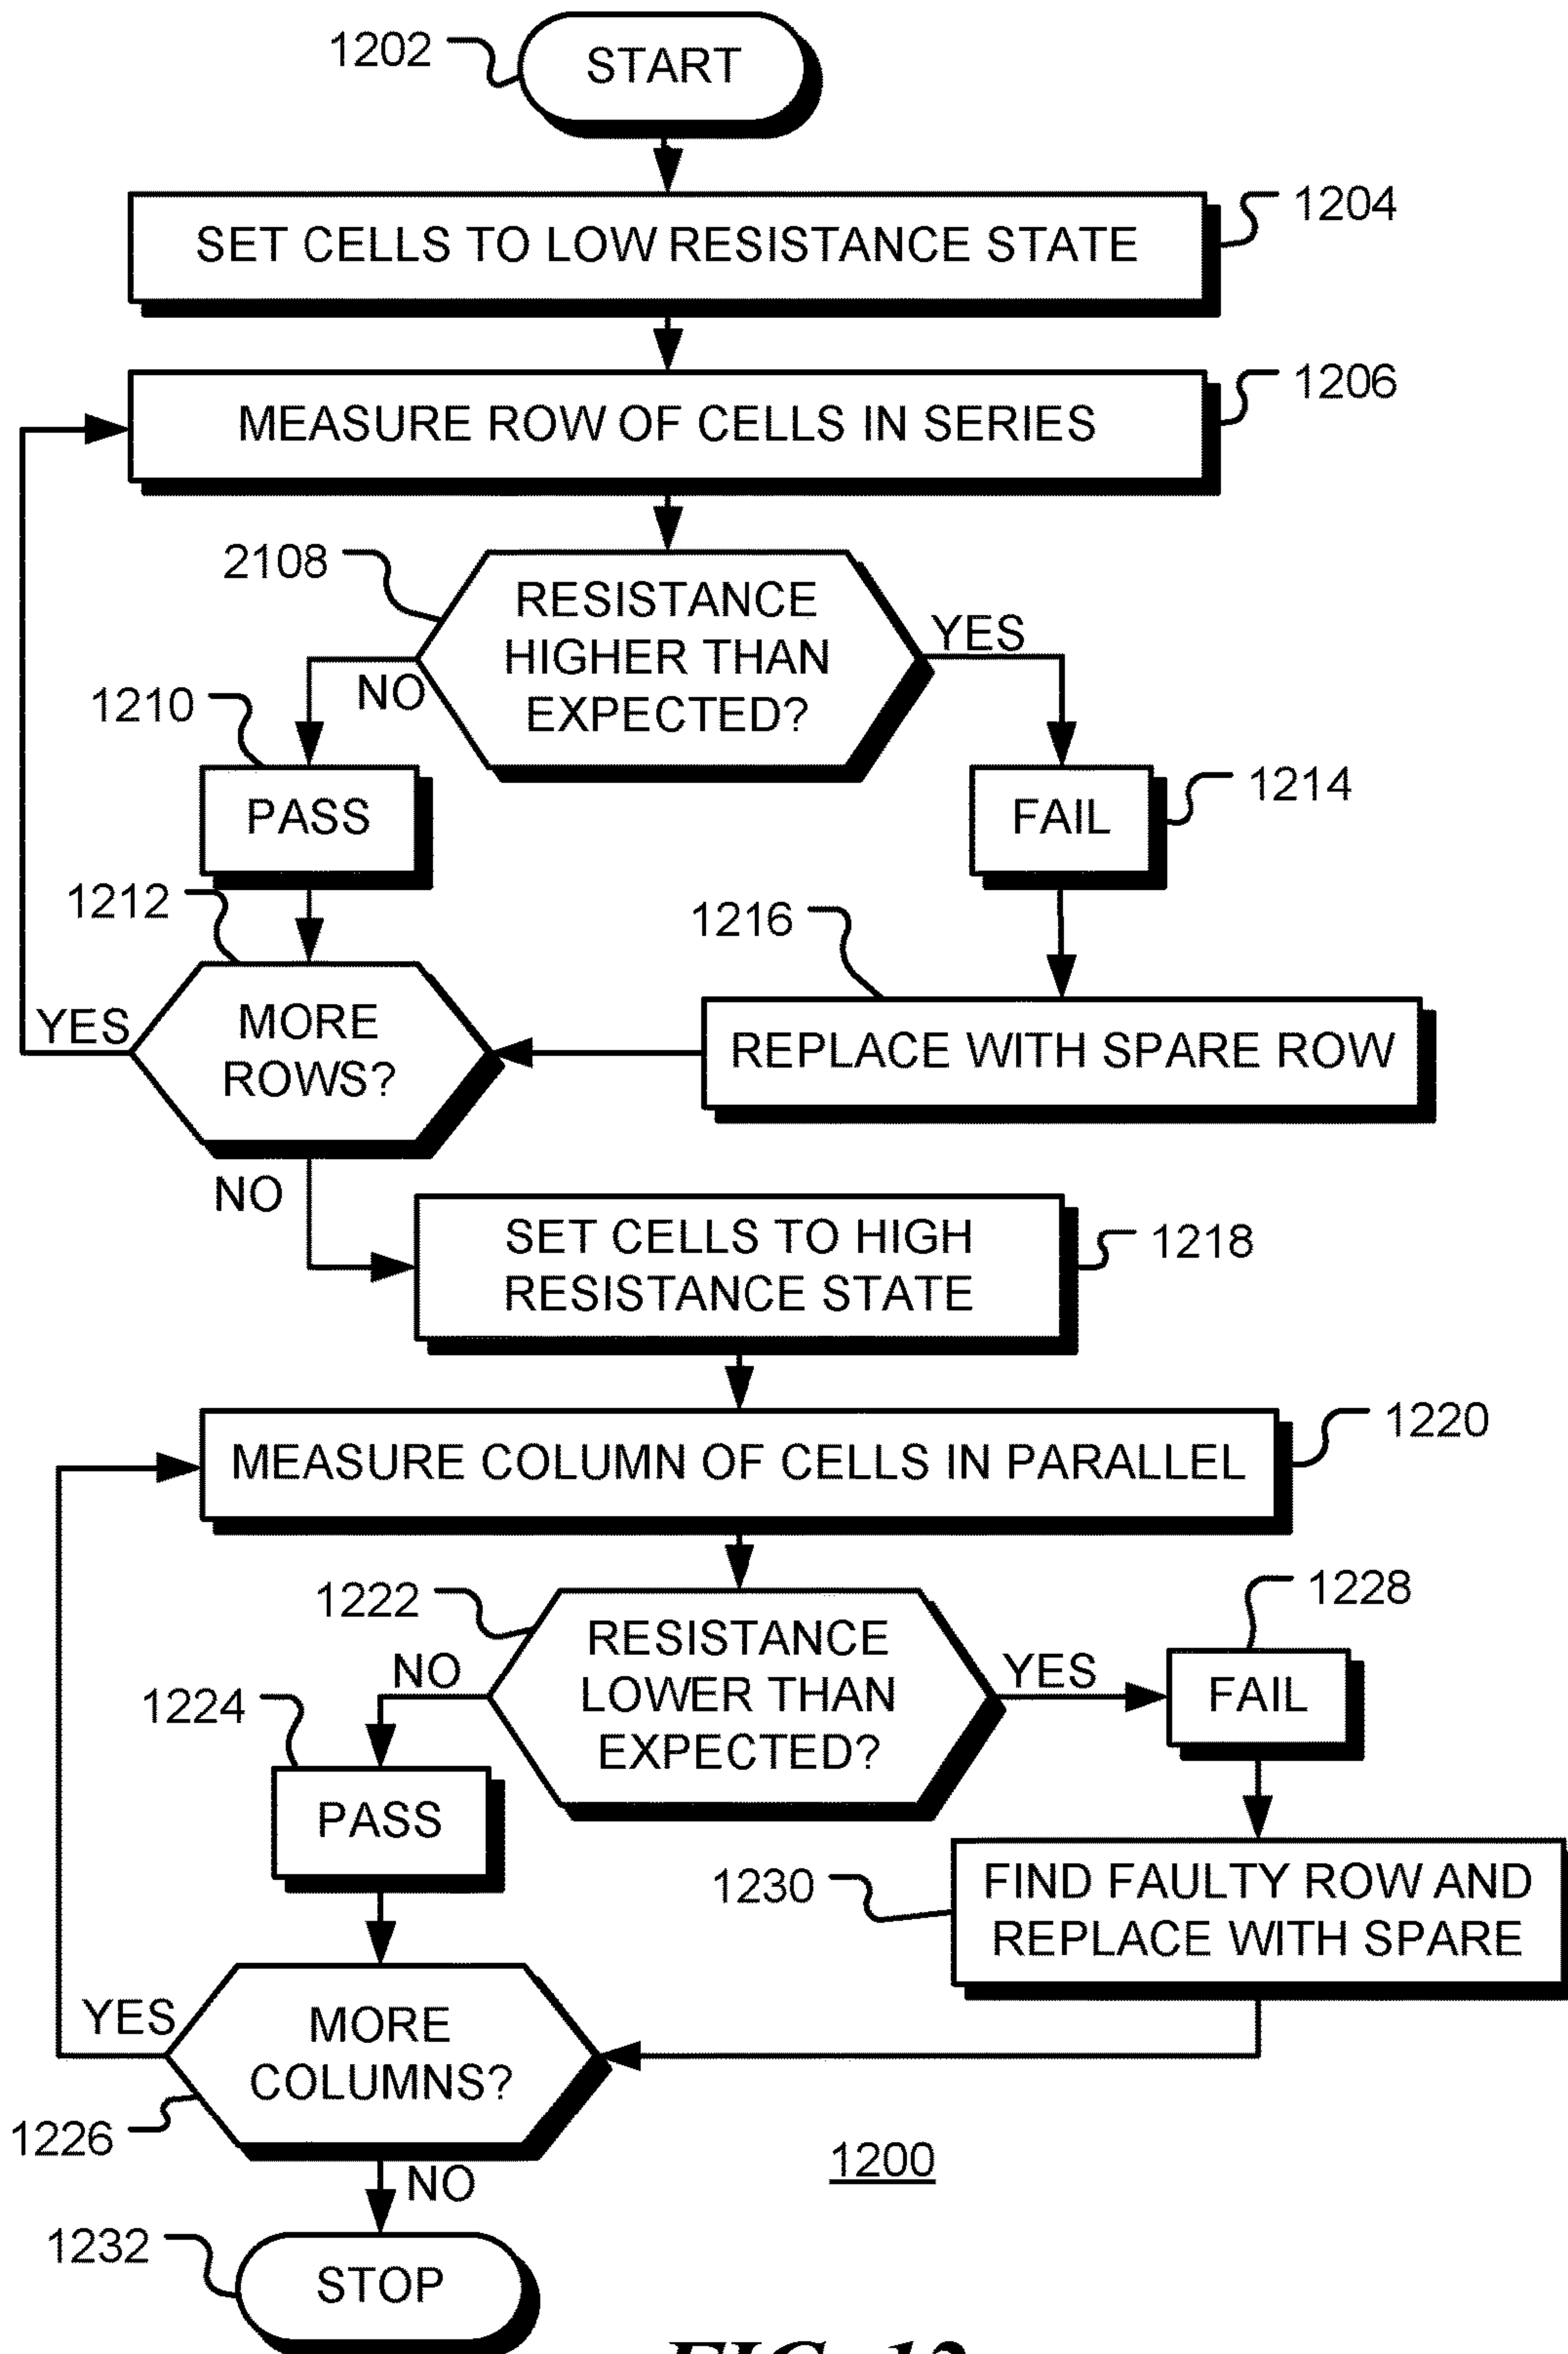 1202
START
SET CELLS TO LOW RESISTANCE STATE
1204
MEASURE ROW OF CELLS IN SERIES
1206
2108
RESISTANCE
HIGHER THAN
EXPECTED?
YES
NO
1210
PASS
FAIL
1214
1212
1216
YES
MORE
ROWS?
REPLACE WITH SPARE ROW
NO
SET CELLS TO HIGH
RESISTANCE STATE
1218
MEASURE COLUMN OF CELLS IN PARALLEL
1220
1222
RESISTANCE
LOWER THAN
EXPECTED?
NO
YES
1228
FAIL
1224
PASS
1230
FIND FAULTY ROW AND
REPLACE WITH SPARE
YES
MORE
COLUMNS?
1226
1200
NO
1232
STOP
FIG. 12